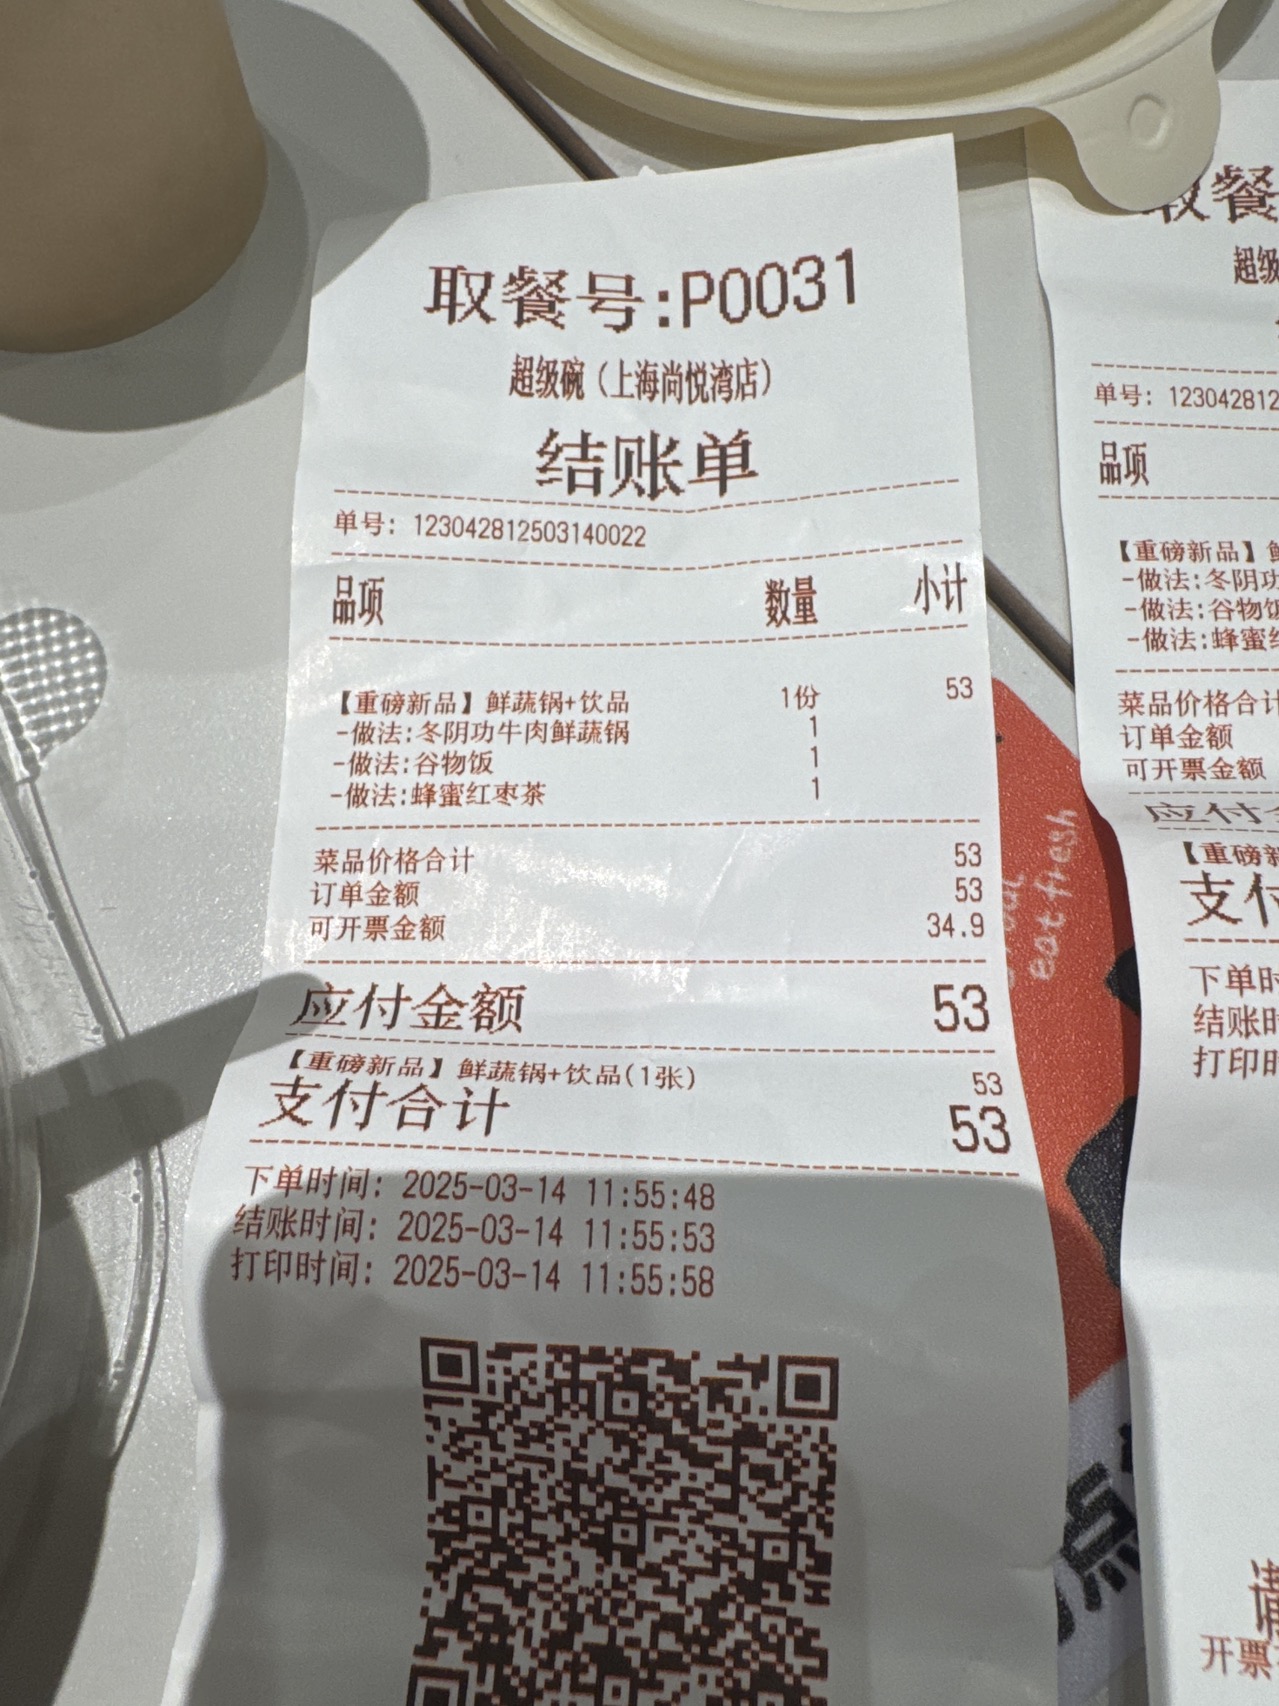 取餐号:P0031
超级碗（上海尚悦湾店）
结账单
单号: 123042812503140022
品项 数量 小计
【重磅新品】鲜蔬锅+饮品 1份 53
-做法:冬阴功牛肉鲜蔬锅 1
-做法:谷物饭 1
-做法:蜂蜜红枣茶 1
菜品价格合计 53
订单金额 53
可开票金额 34.9
应付金额 53
【重磅新品】鲜蔬锅+饮品(1张) 53
支付合计 53
下单时间: 2025-03-14 11:55:48
结账时间: 2025-03-14 11:55:53
打印时间: 2025-03-14 11:55:58
取餐
超级
单号: 123042812
品项
【重磅新品】
-做法:冬阴功
-做法:谷物饭
-做法:蜂蜜红
菜品价格合计
订单金额
可开票金额
应付
【重磅新
支付
下单时
结账时
打印时
请
开票
eat fresh
点